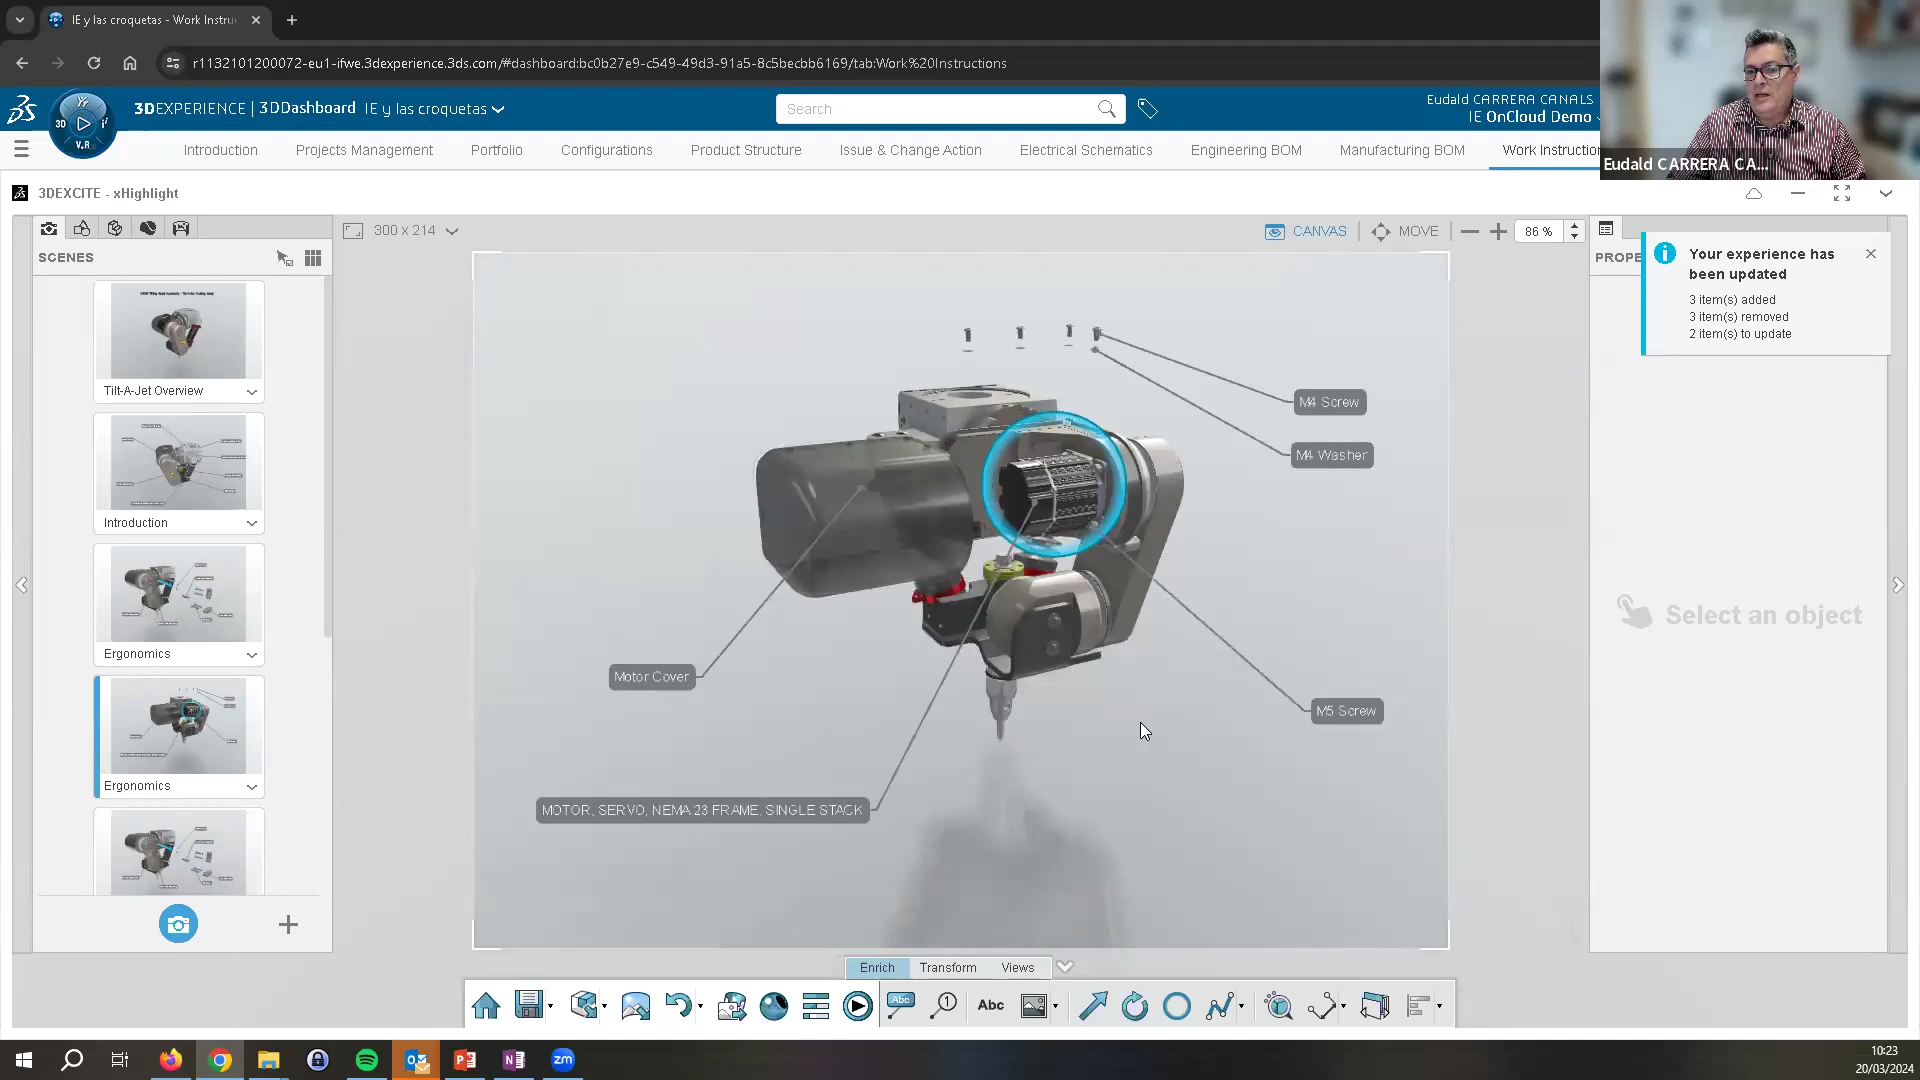 IE y las croquetas - Work Instru
r1132101200072-eu1-ifwe.3dexperience.3ds.com/#dashboard:bc0b27e9-c549-49d3-91a5-8c5becbb6169/tab:Work%20Instructions
3DEXPERIENCE | 3DDashboard IE y las croquetas
Search
Eudald CARRERA CANALS
IE OnCloud Demo
3D
V.R
Introduction
Projects Management
Portfolio
Configurations
Product Structure
Issue & Change Action
Electrical Schematics
Engineering BOM
Manufacturing BOM
Work Instruction
Eudald CARRERA CA...
3DEXCITE - xHighlight
300 x 214
CANVAS
MOVE
86 %
SCENES
PROPE
Your experience has
been updated
3 item(s) added
3 item(s) removed
2 item(s) to update
Tilt-A-Jet Overview
Introduction
Ergonomics
Ergonomics
M4 Screw
M4 Washer
Motor Cover
M5 Screw
MOTOR, SERVO, NEMA 23 FRAME, SINGLE STACK
Select an object
Enrich
Transform
Views
Abc
1
Abc
zm
10:23
20/03/2024